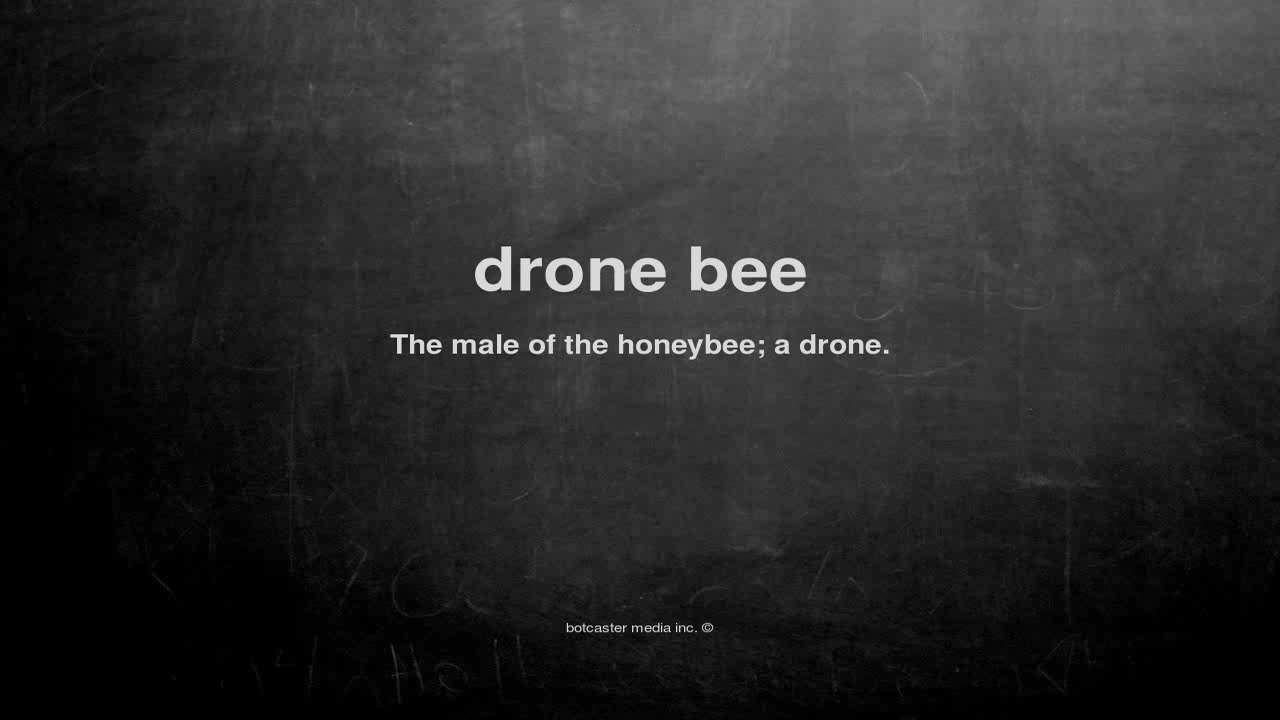 drone bee
The male of the honeybee; a drone.
botcaster media inc. ©